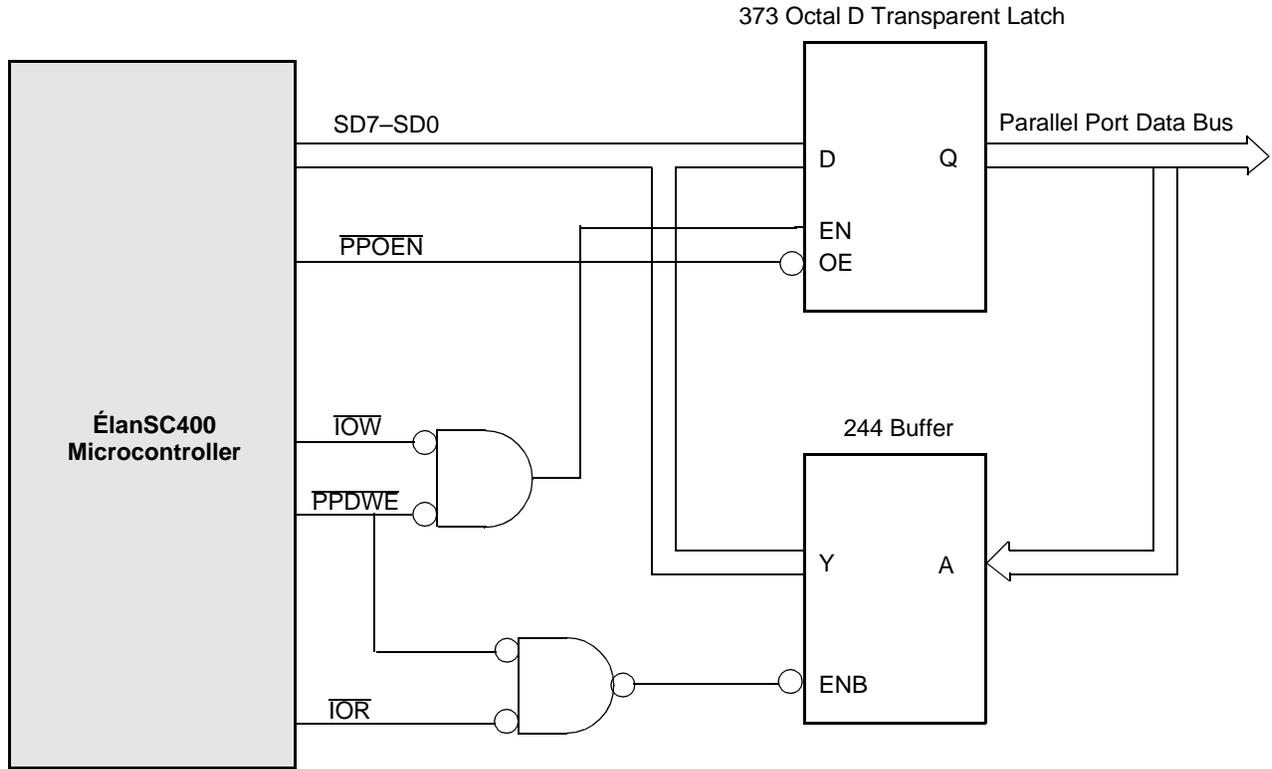 373 Octal D Transparent Latch
SD7–SD0
Parallel Port Data Bus
D
Q
EN
PPOEN
OE
ÉlanSC400
Microcontroller
IOW
244 Buffer
PPDWE
Y
A
ENB
IOR